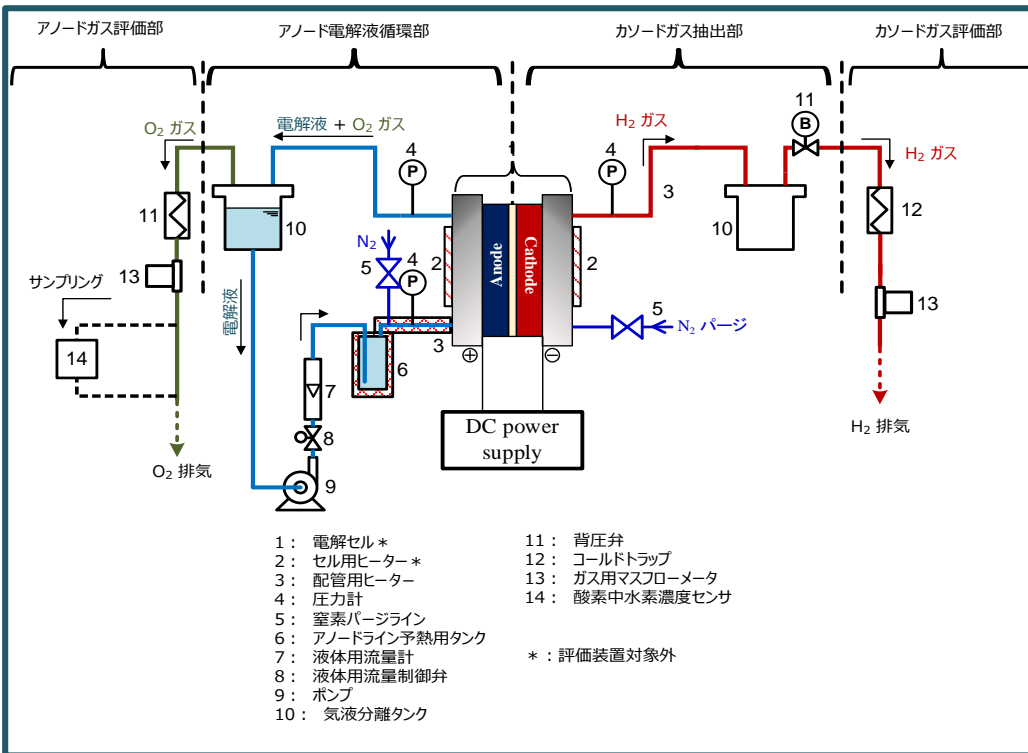 アノードガス評価部
アノード電解液循環部
カソードガス抽出部
カソードガス評価部
O₂ ガス
電解液 + O₂ ガス
1
H₂ ガス
11
B
H₂ ガス
4
P
4
P
3
11
10
N₂
5
4
P
2
Anode
Cathode
2
10
12
サンプリング
13
電解液
3
5
N₂ パージ
13
14
7
6
⊕
⊖
8
DC power
supply
H₂ 排気
O₂ 排気
9
1： 電解セル＊
2： セル用ヒーター＊
3： 配管用ヒーター
4： 圧力計
5： 窒素パージライン
6： アノードライン予熱用タンク
7： 液体用流量計
8： 液体用流量制御弁
9： ポンプ
10： 気液分離タンク
11： 背圧弁
12： コールドトラップ
13： ガス用マスフローメータ
14： 酸素中水素濃度センサ
＊：評価装置対象外